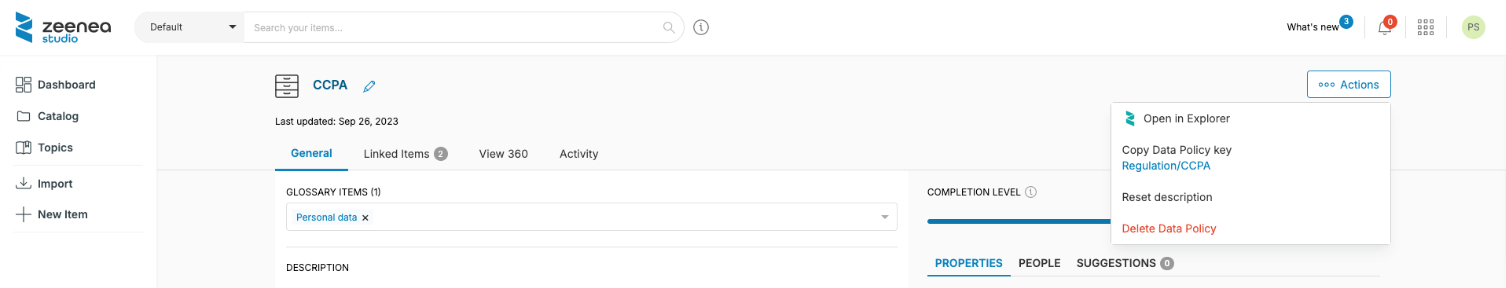 zeenea
studio
Default
Search your items...
What's new
3
0
PS
Dashboard
Catalog
Topics
Import
New Item
CCPA
Last updated: Sep 26, 2023
Actions
Open in Explorer
Copy Data Policy key
Regulation/CCPA
Reset description
Delete Data Policy
General
Linked Items 2
View 360
Activity
GLOSSARY ITEMS (1)
Personal data ×
DESCRIPTION
COMPLETION LEVEL
PROPERTIES
PEOPLE
SUGGESTIONS 0